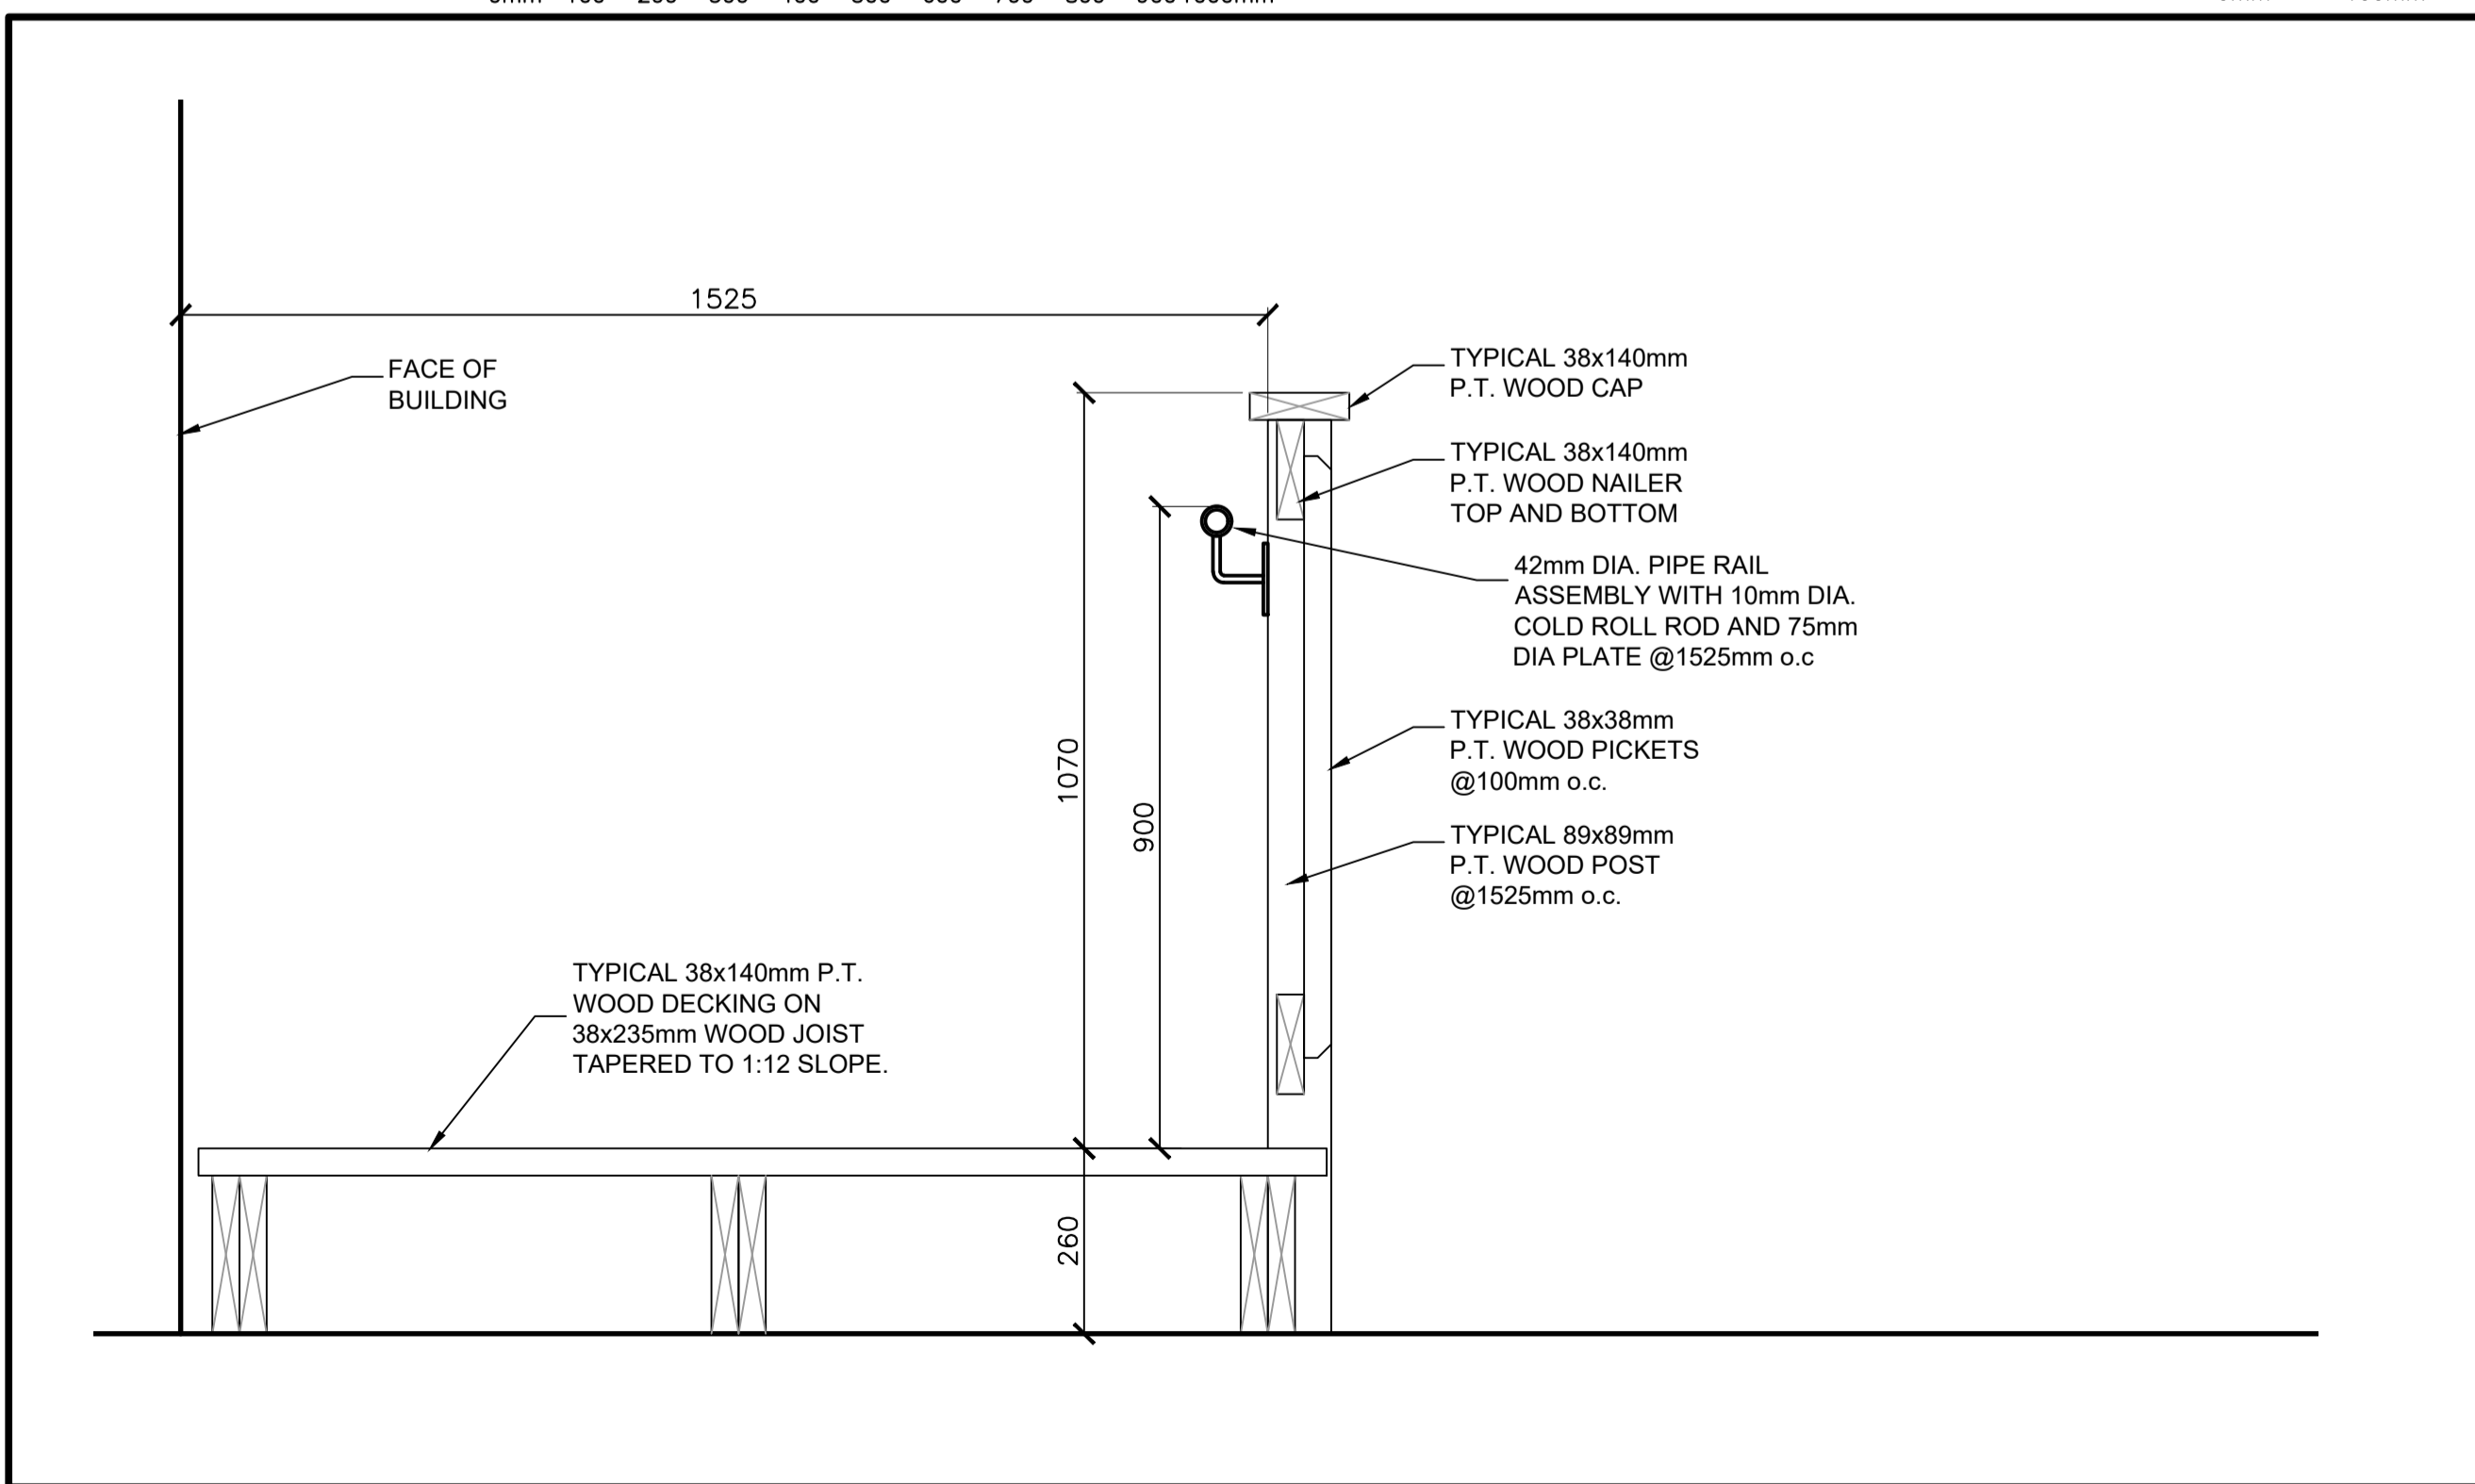 1525
FACE OF
BUILDING
TYPICAL 38x140mm
P.T. WOOD CAP
TYPICAL 38x140mm
P.T. WOOD NAILER
TOP AND BOTTOM
42mm DIA. PIPE RAIL
ASSEMBLY WITH 10mm DIA.
COLD ROLL ROD AND 75mm
DIA PLATE @1525mm o.c
TYPICAL 38x38mm
P.T. WOOD PICKETS
@100mm o.c.
1070
900
TYPICAL 89x89mm
P.T. WOOD POST
@1525mm o.c.
TYPICAL 38x140mm P.T.
WOOD DECKING ON
38x235mm WOOD JOIST
TAPERED TO 1:12 SLOPE.
260